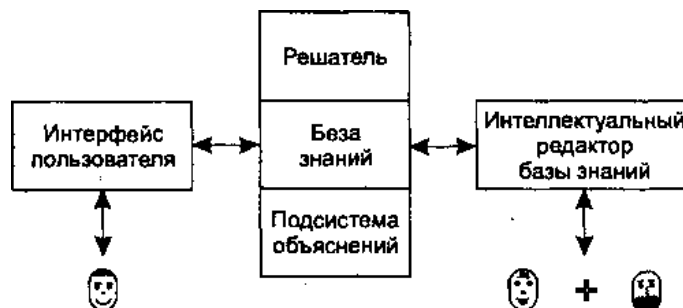 Решатель
Интерфейс
пользователя
Беза
знаний
Интеллектуальный
редактор
базы знаний
Подсистема
объяснений
+